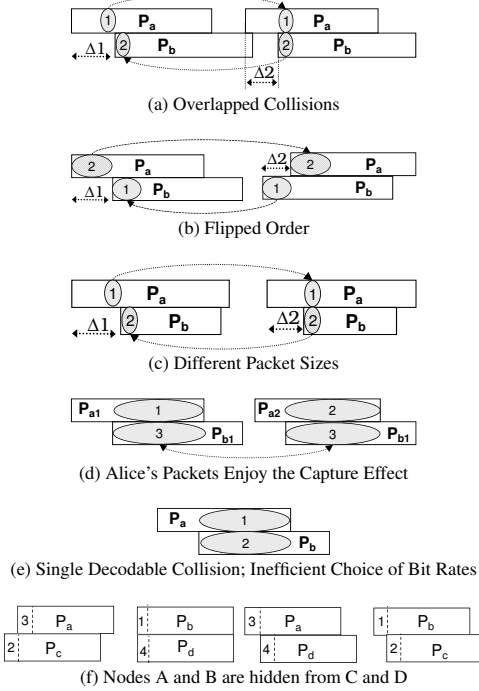 1 Pa 1 Pa
2 Pb 2 Pb
Δ1 Δ2
(a) Overlapped Collisions
2 Pa Δ2 2 Pa
Δ1 1 Pb 1 Pb
(b) Flipped Order
1 Pa 1 Pa
Δ1 2 Pb Δ2 2 Pb
(c) Different Packet Sizes
Pa1 1 Pa2 2
3 Pb1 3 Pb1
(d) Alice's Packets Enjoy the Capture Effect
Pa 1
2 Pb
(e) Single Decodable Collision; Inefficient Choice of Bit Rates
3 Pa 1 Pb 3 Pa 1 Pb
2 Pc 4 Pd 4 Pd 2 Pc
(f) Nodes A and B are hidden from C and D